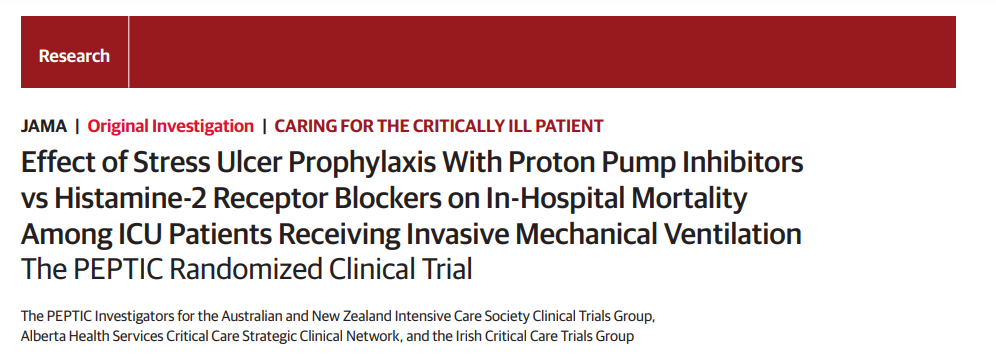 Research
JAMA | Original Investigation | CARING FOR THE CRITICALLY ILL PATIENT
Effect of Stress Ulcer Prophylaxis With Proton Pump Inhibitors
vs Histamine-2 Receptor Blockers on In-Hospital Mortality
Among ICU Patients Receiving Invasive Mechanical Ventilation
The PEPTIC Randomized Clinical Trial
The PEPTIC Investigators for the Australian and New Zealand Intensive Care Society Clinical Trials Group,
Alberta Health Services Critical Care Strategic Clinical Network, and the Irish Critical Care Trials Group